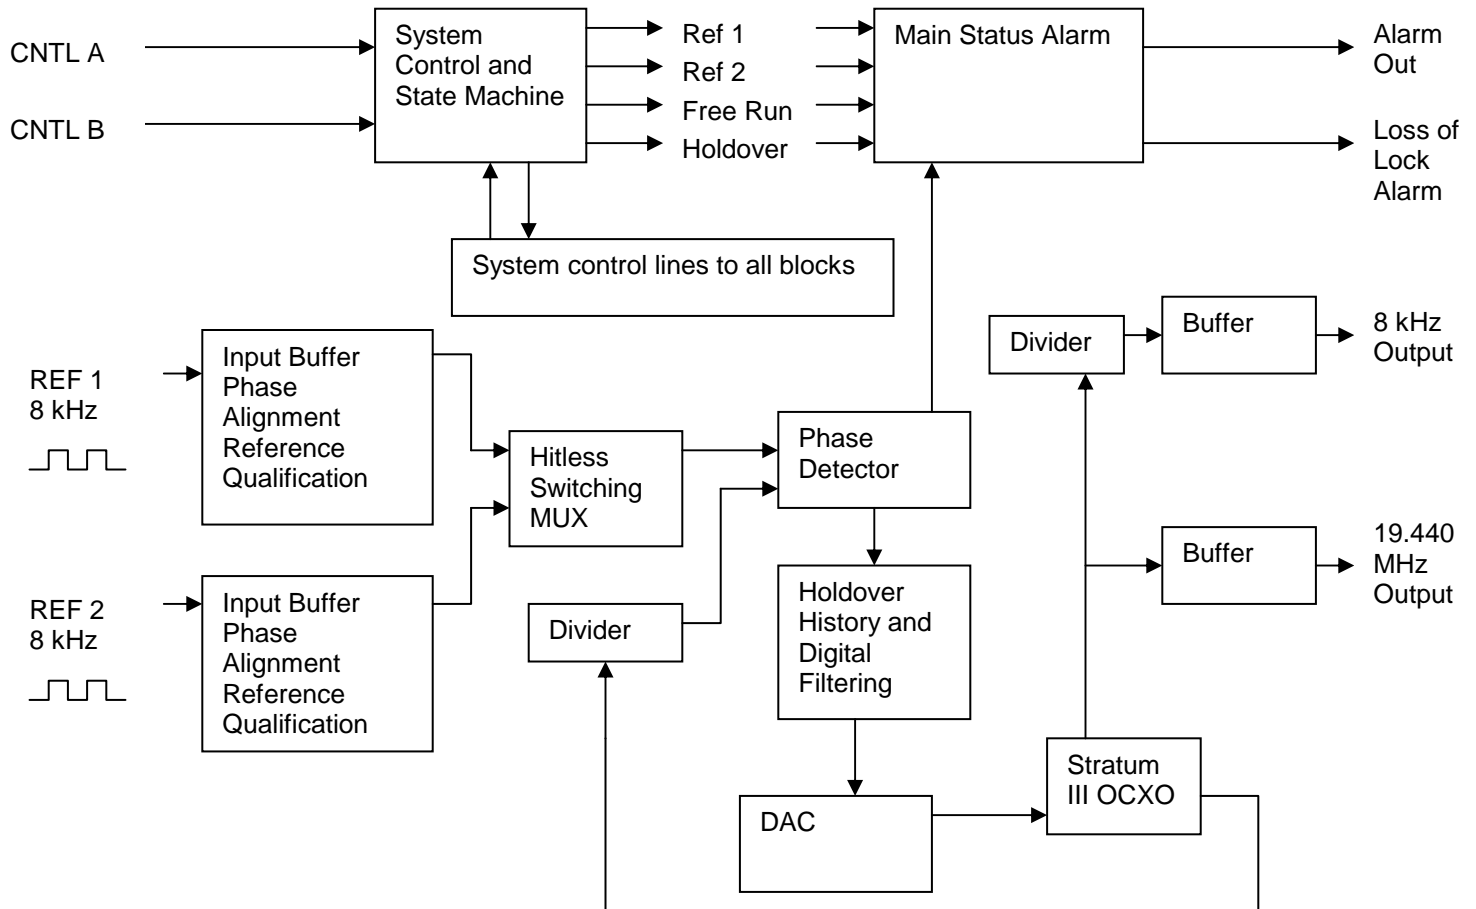 CNTL A
CNTL B
System
Control and
State Machine
Ref 1
Ref 2
Free Run
Holdover
Main Status Alarm
Alarm
Out
Loss of
Lock
Alarm
System control lines to all blocks
REF 1
8 kHz
Input Buffer
Phase
Alignment
Reference
Qualification
REF 2
8 kHz
Input Buffer
Phase
Alignment
Reference
Qualification
Hitless
Switching
MUX
Divider
Phase
Detector
Holdover
History and
Digital
Filtering
DAC
Stratum
III OCXO
Divider
Buffer
8 kHz
Output
Buffer
19.440
MHz
Output